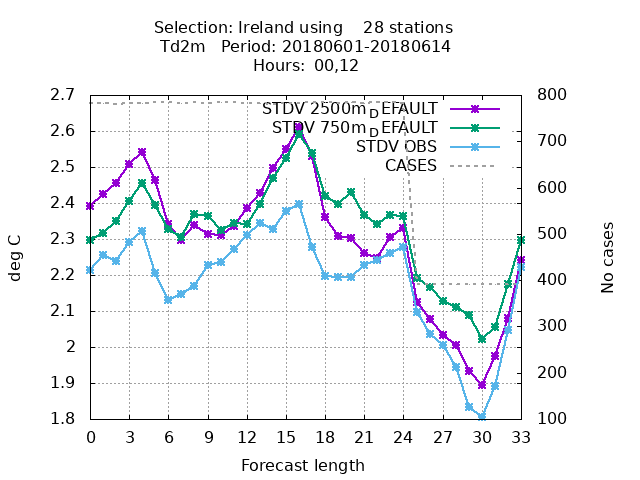 Selection: Ireland using    28 stations
Td2m   Period: 20180601-20180614
Hours:  00,12
STDV 2500m_DEFAULT
STDV 750m_DEFAULT
STDV OBS
CASES
deg C
2.7
2.6
2.5
2.4
2.3
2.2
2.1
2
1.9
1.8
No cases
800
700
600
500
400
300
200
100
0 3 6 9 12 15 18 21 24 27 30 33
Forecast length